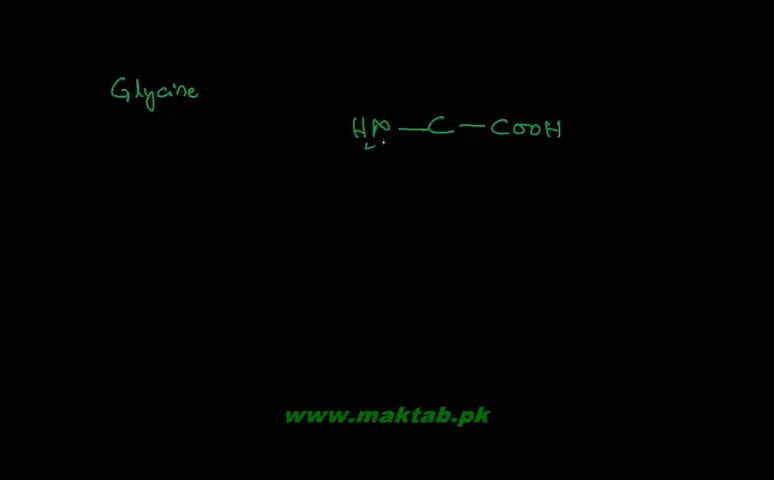 Glycine
H₂N — C — COOH
www.maktab.pk